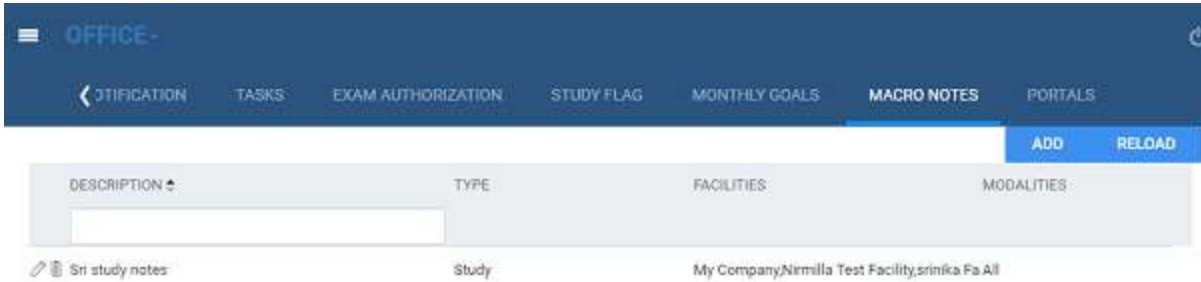 OFFICE-
OTIFICATION TASKS EXAM AUTHORIZATION STUDY FLAG MONTHLY GOALS MACRO NOTES PORTALS
ADD RELOAD
DESCRIPTION TYPE FACILITIES MODALITIES
Sri study notes Study My Company,Nirmilla Test Facility,srinika Fa All